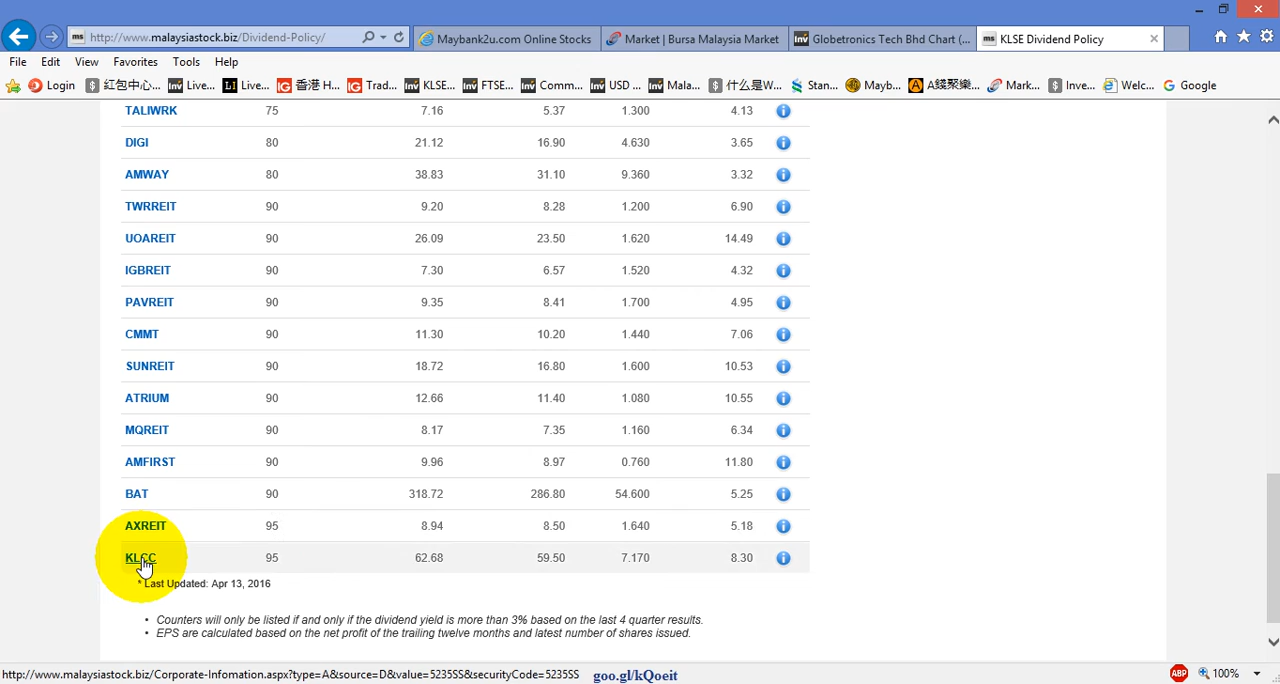 http://www.malaysiastock.biz/Dividend-Policy/
Maybank2u.com Online Stocks
Market | Bursa Malaysia Market
Globetronics Tech Bhd Chart (...
KLSE Dividend Policy
File Edit View Favorites Tools Help
Login 红包中心... Live... Live... 香港 H... Trad... KLSE... FTSE... Comm... USD ... Mala... 什么是W... Stan... Mayb... A錢聚樂... Mark... Inve... Welc... Google
TALIWRK 75 7.16 5.37 1.300 4.13
DIGI 80 21.12 16.90 4.630 3.65
AMWAY 80 38.83 31.10 9.360 3.32
TWRREIT 90 9.20 8.28 1.200 6.90
UOAREIT 90 26.09 23.50 1.620 14.49
IGBREIT 90 7.30 6.57 1.520 4.32
PAVREIT 90 9.35 8.41 1.700 4.95
CMMT 90 11.30 10.20 1.440 7.06
SUNREIT 90 18.72 16.80 1.600 10.53
ATRIUM 90 12.66 11.40 1.080 10.55
MQREIT 90 8.17 7.35 1.160 6.34
AMFIRST 90 9.96 8.97 0.760 11.80
BAT 90 318.72 286.80 54.600 5.25
AXREIT 95 8.94 8.50 1.640 5.18
KLCC 95 62.68 59.50 7.170 8.30
* Last Updated: Apr 13, 2016
• Counters will only be listed if and only if the dividend yield is more than 3% based on the last 4 quarter results.
• EPS are calculated based on the net profit of the trailing twelve months and latest number of shares issued.
http://www.malaysiastock.biz/Corporate-Infomation.aspx?type=A&source=D&value=5235SS&securityCode=5235SS goo.gl/kQoeit ABP 100%